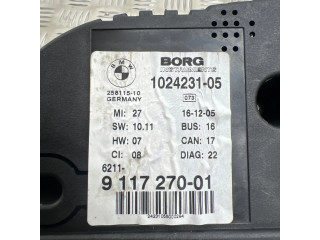 BMW
BORG
INSTRUMENTS
1024231-05
258115-10
GERMANY
073
MI: 27
16-12-05
SW: 10.11
BUS: 16
HW: 07
CAN: 17
CI: 08
DIAG: 22
6211-
9 117 270-01